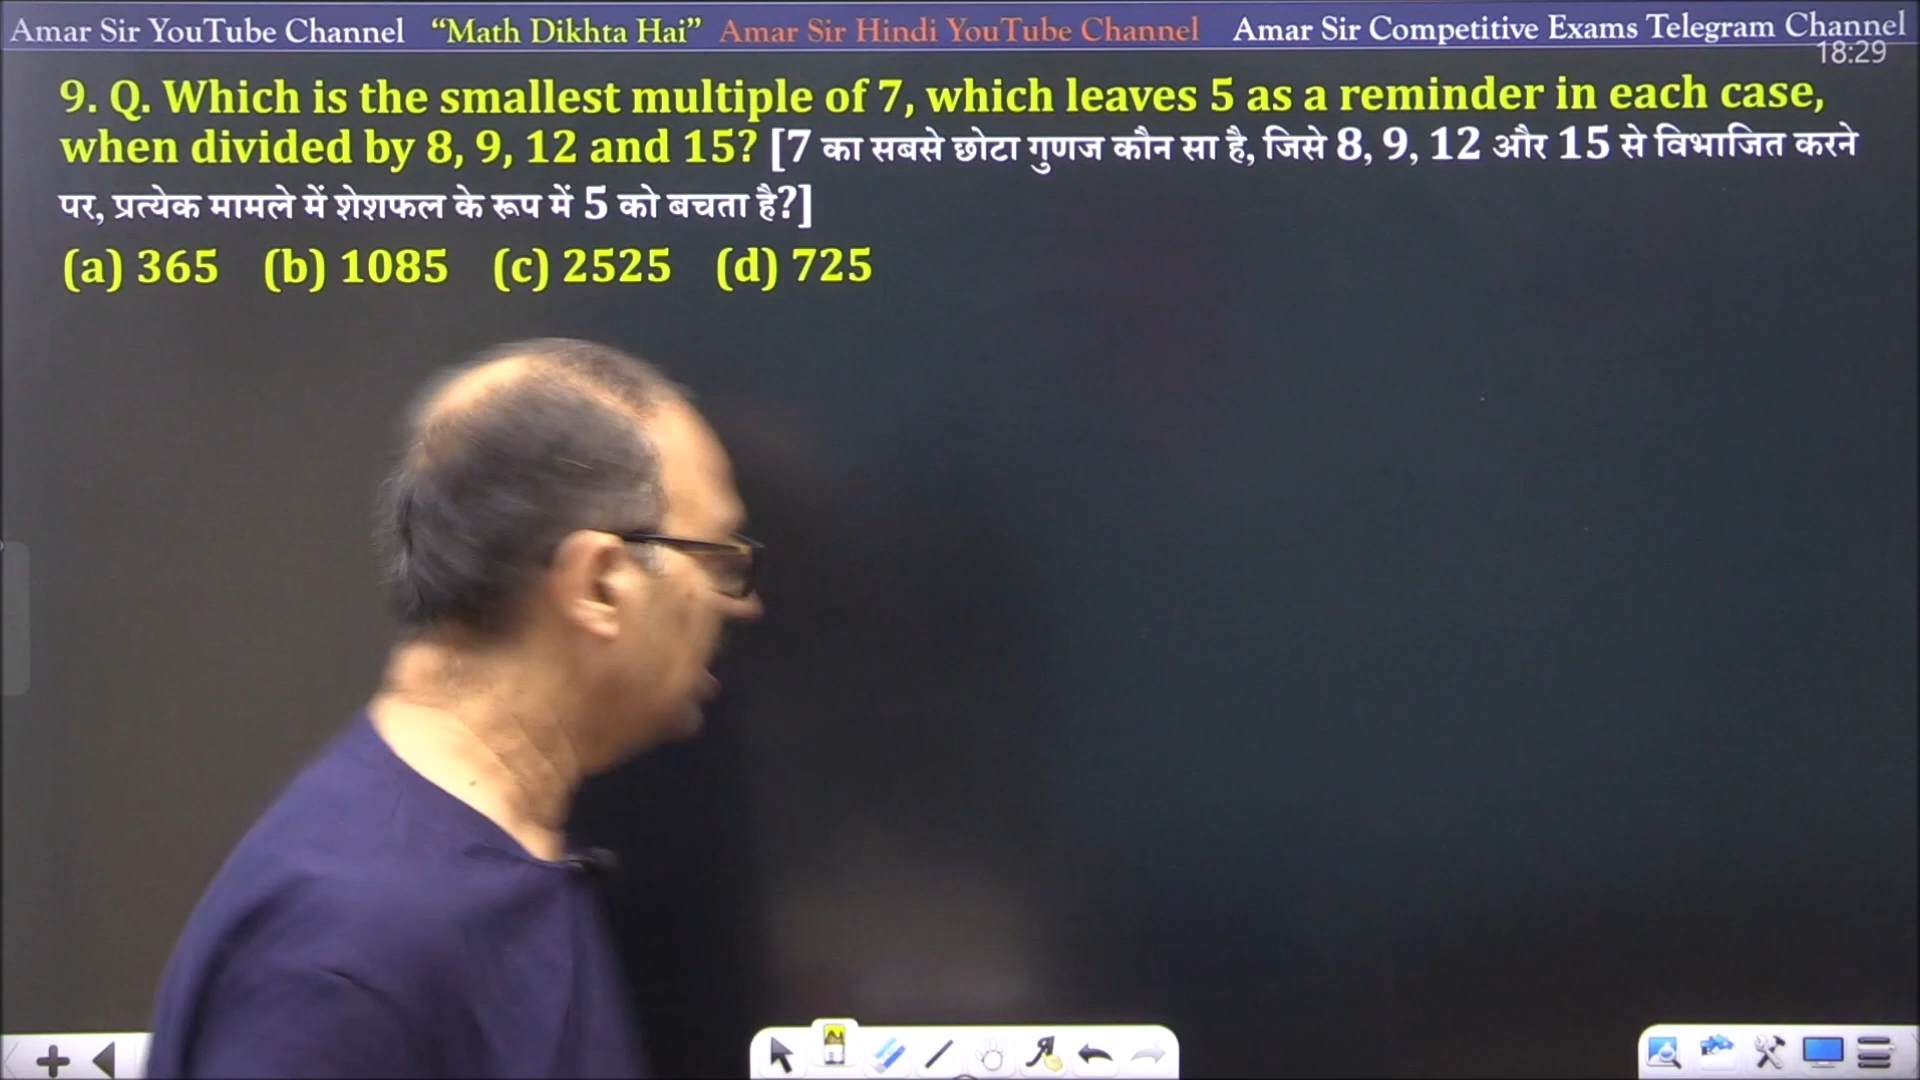 Amar Sir YouTube Channel “Math Dikhta Hai” Amar Sir Hindi YouTube Channel Amar Sir Competitive Exams Telegram Channel
18:29
9. Q. Which is the smallest multiple of 7, which leaves 5 as a reminder in each case,
when divided by 8, 9, 12 and 15? [7 का सबसे छोटा गुणज कौन सा है, जिसे 8, 9, 12 और 15 से विभाजित करने
पर, प्रत्येक मामले में शेशफल के रूप में 5 को बचता है?]
(a) 365 (b) 1085 (c) 2525 (d) 725